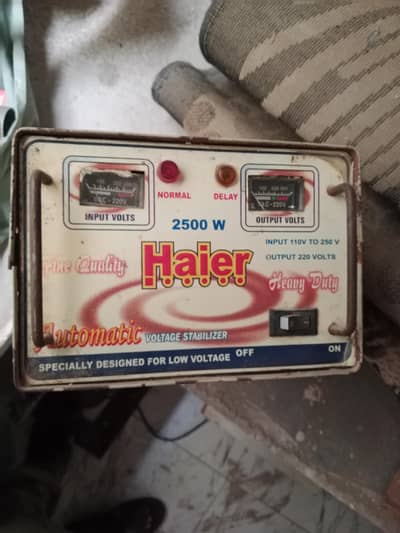 INPUT VOLTS
NORMAL
DELAY
OUTPUT VOLTS
2500 W
INPUT 110V TO 250 V
OUTPUT 220 VOLTS
Fine Quality
Haier
Heavy Duty
Automatic VOLTAGE STABILIZER
SPECIALLY DESIGNED FOR LOW VOLTAGE
OFF
ON